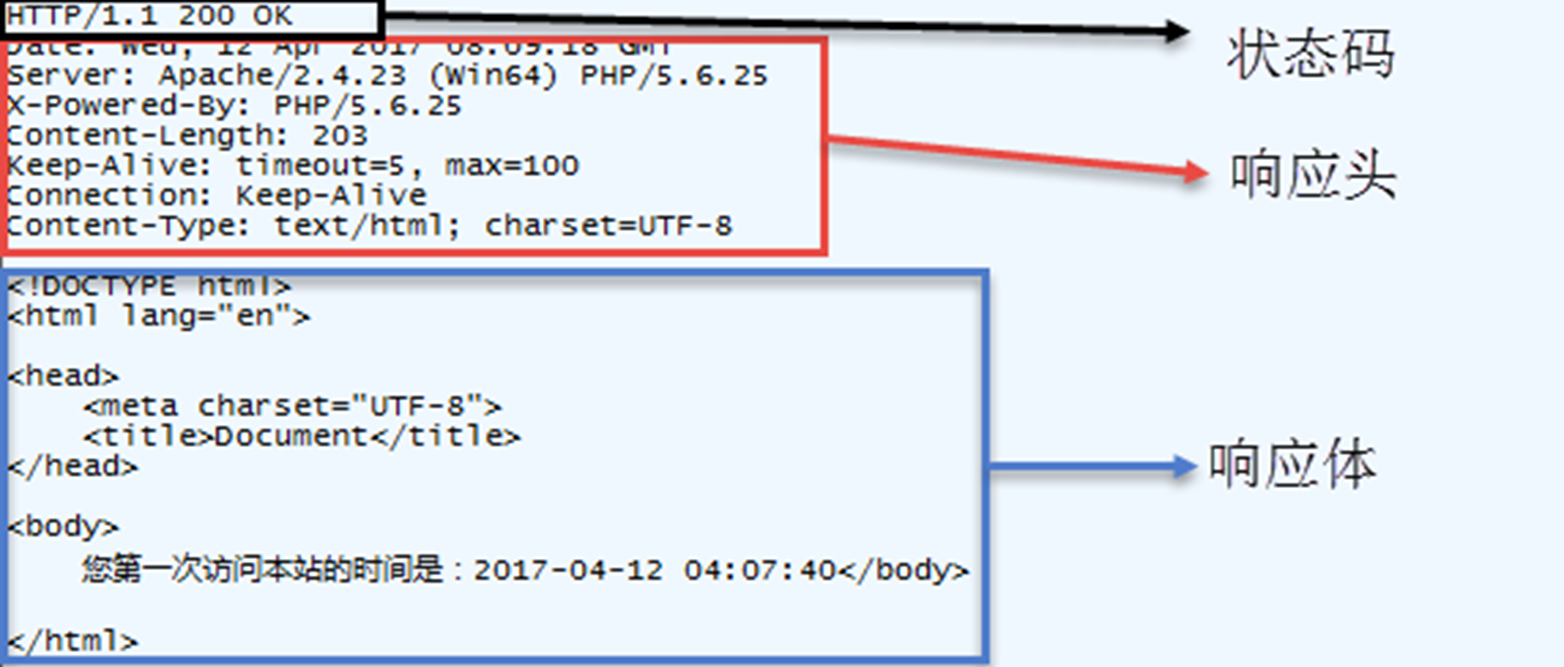 HTTP/1.1 200 OK
状态码
Date: Wed, 12 Apr 2017 08:09:18 GMT
Server: Apache/2.4.23 (Win64) PHP/5.6.25
X-Powered-By: PHP/5.6.25
Content-Length: 203
Keep-Alive: timeout=5, max=100
Connection: Keep-Alive
Content-Type: text/html; charset=UTF-8
响应头
<!DOCTYPE html>
<html lang="en">
<head>
<meta charset="UTF-8">
<title>Document</title>
</head>
<body>
您第一次访问本站的时间是：2017-04-12 04:07:40</body>
</html>
响应体